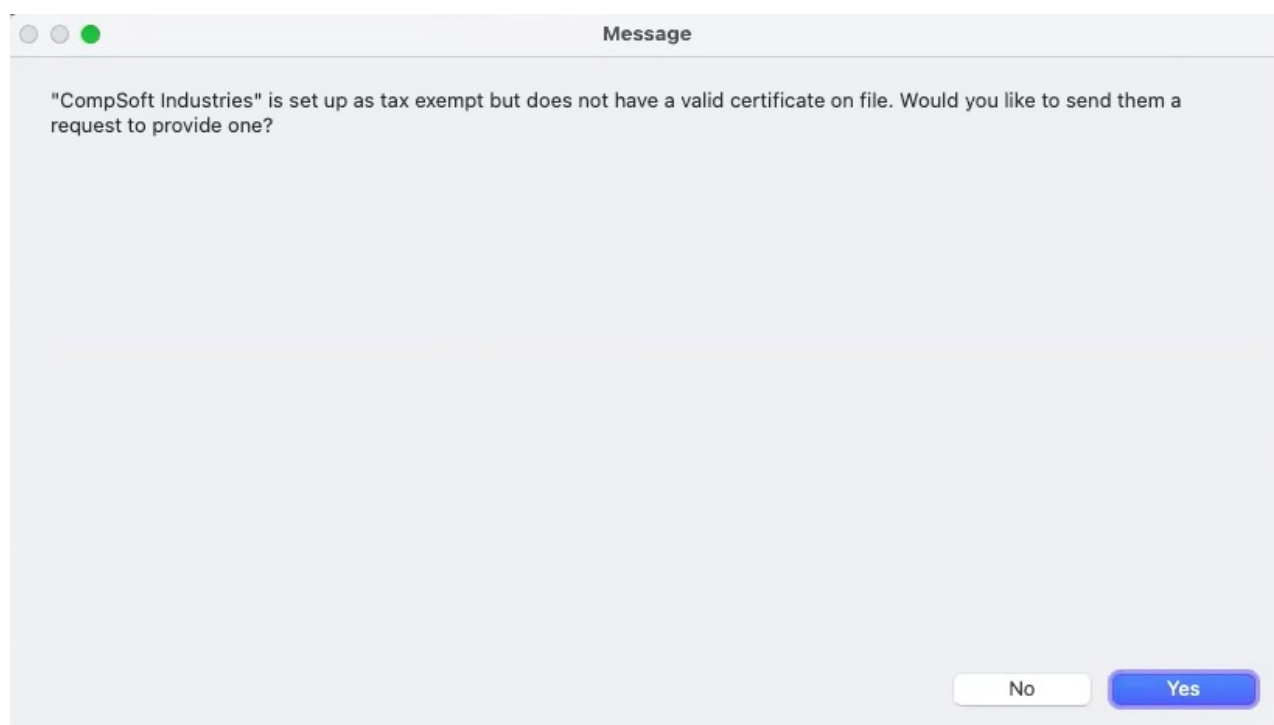 Message
"CompSoft Industries" is set up as tax exempt but does not have a valid certificate on file. Would you like to send them a
request to provide one?
No
Yes